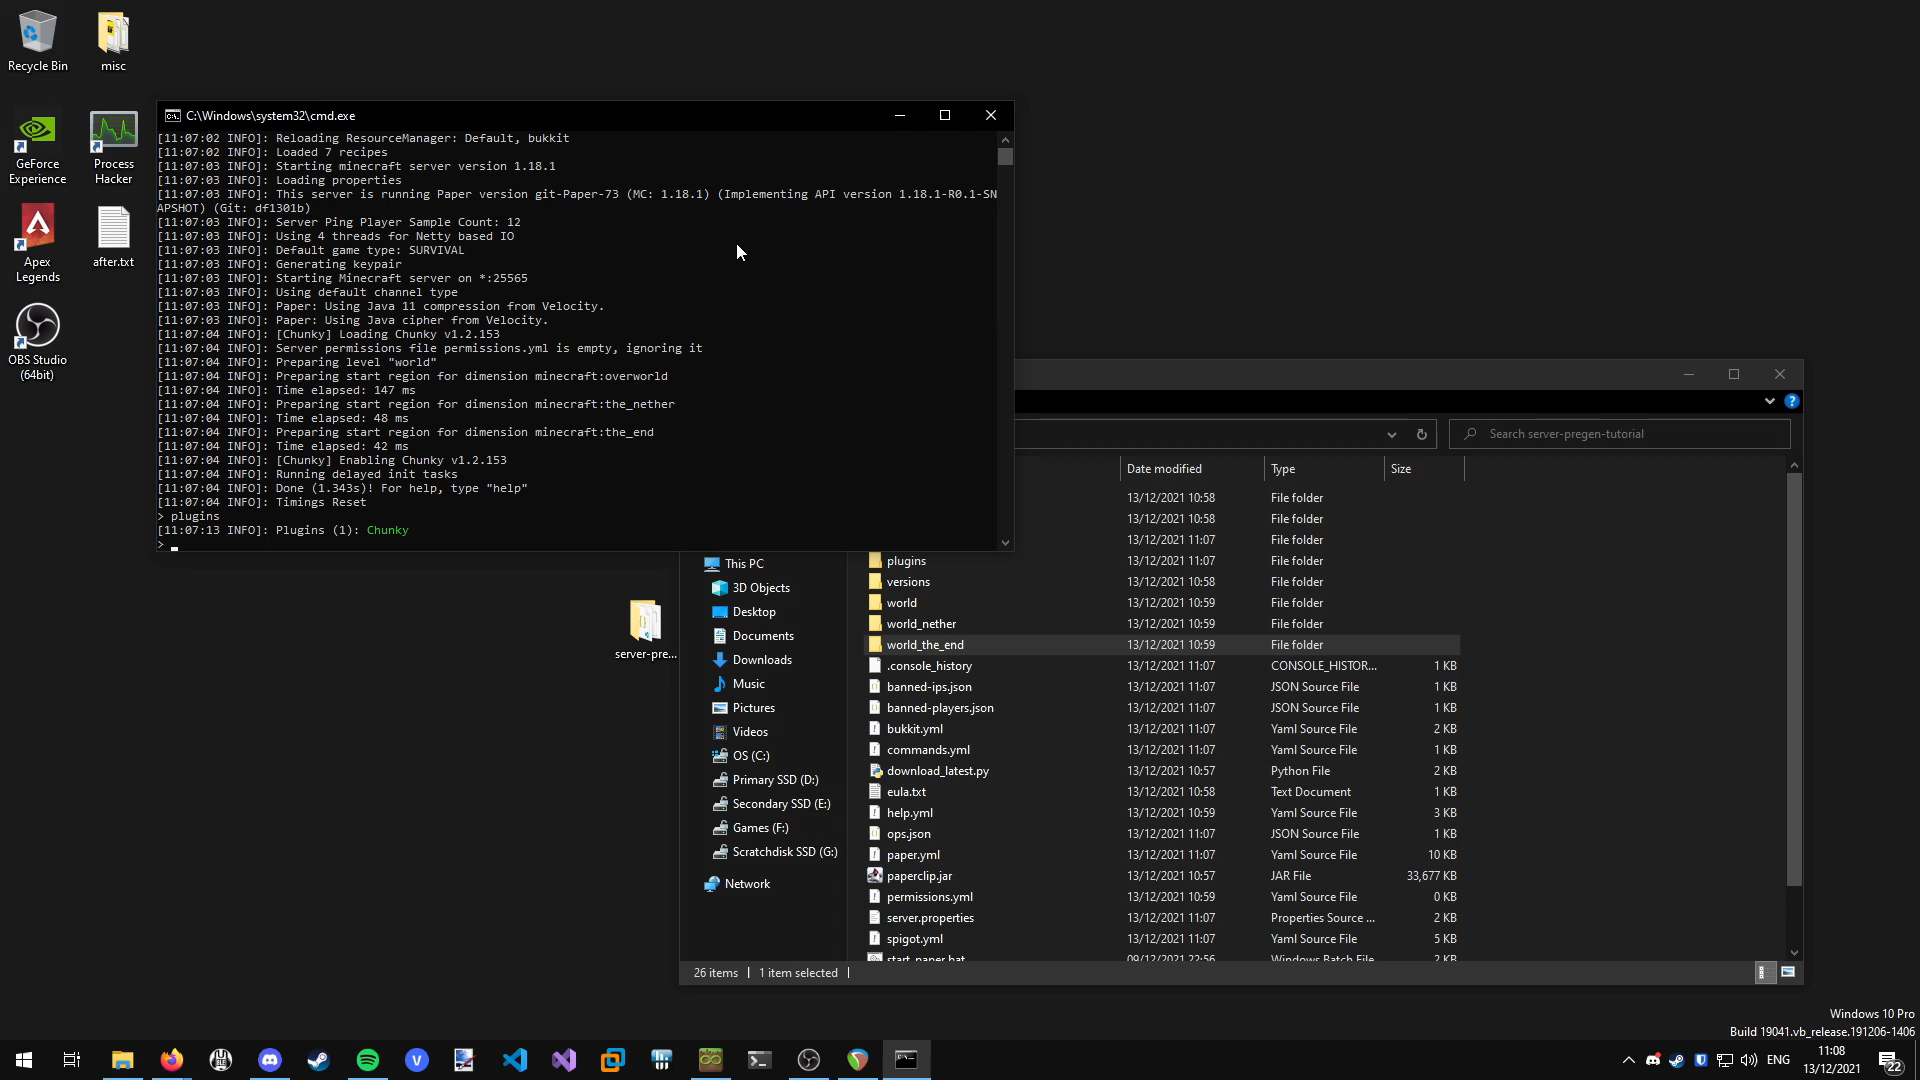 Recycle Bin
misc
GeForce
Experience
Process
Hacker
Apex
Legends
after.txt
OBS Studio
(64bit)
C:\Windows\system32\cmd.exe
[11:07:02 INFO]: Reloading ResourceManager: Default, bukkit
[11:07:02 INFO]: Loaded 7 recipes
[11:07:03 INFO]: Starting minecraft server version 1.18.1
[11:07:03 INFO]: Loading properties
[11:07:03 INFO]: This server is running Paper version git-Paper-73 (MC: 1.18.1) (Implementing API version 1.18.1-R0.1-SN
APSHOT) (Git: df1301b)
[11:07:03 INFO]: Server Ping Player Sample Count: 12
[11:07:03 INFO]: Using 4 threads for Netty based IO
[11:07:03 INFO]: Default game type: SURVIVAL
[11:07:03 INFO]: Generating keypair
[11:07:03 INFO]: Starting Minecraft server on *:25565
[11:07:03 INFO]: Using default channel type
[11:07:03 INFO]: Paper: Using Java 11 compression from Velocity.
[11:07:03 INFO]: Paper: Using Java cipher from Velocity.
[11:07:04 INFO]: [Chunky] Loading Chunky v1.2.153
[11:07:04 INFO]: Server permissions file permissions.yml is empty, ignoring it
[11:07:04 INFO]: Preparing level "world"
[11:07:04 INFO]: Preparing start region for dimension minecraft:overworld
[11:07:04 INFO]: Time elapsed: 147 ms
[11:07:04 INFO]: Preparing start region for dimension minecraft:the_nether
[11:07:04 INFO]: Time elapsed: 48 ms
[11:07:04 INFO]: Preparing start region for dimension minecraft:the_end
[11:07:04 INFO]: Time elapsed: 42 ms
[11:07:04 INFO]: [Chunky] Enabling Chunky v1.2.153
[11:07:04 INFO]: Running delayed init tasks
[11:07:04 INFO]: Done (1.343s)! For help, type "help"
[11:07:04 INFO]: Timings Reset
> plugins
[11:07:13 INFO]: Plugins (1): Chunky
>
server-pre...
Search server-pregen-tutorial
Date modified Type Size
13/12/2021 10:58 File folder
13/12/2021 10:58 File folder
13/12/2021 11:07 File folder
plugins 13/12/2021 11:07 File folder
versions 13/12/2021 10:58 File folder
world 13/12/2021 10:59 File folder
world_nether 13/12/2021 10:59 File folder
world_the_end 13/12/2021 10:59 File folder
.console_history 13/12/2021 11:07 CONSOLE_HISTOR... 1 KB
banned-ips.json 13/12/2021 11:07 JSON Source File 1 KB
banned-players.json 13/12/2021 11:07 JSON Source File 1 KB
bukkit.yml 13/12/2021 11:07 Yaml Source File 2 KB
commands.yml 13/12/2021 11:07 Yaml Source File 1 KB
download_latest.py 13/12/2021 10:57 Python File 2 KB
eula.txt 13/12/2021 10:58 Text Document 1 KB
help.yml 13/12/2021 10:59 Yaml Source File 3 KB
ops.json 13/12/2021 11:07 JSON Source File 1 KB
paper.yml 13/12/2021 11:07 Yaml Source File 10 KB
paperclip.jar 13/12/2021 10:57 JAR File 33,677 KB
permissions.yml 13/12/2021 10:59 Yaml Source File 0 KB
server.properties 13/12/2021 11:07 Properties Source ... 2 KB
spigot.yml 13/12/2021 11:07 Yaml Source File 5 KB
start_paper.bat 09/12/2021 22:56 Windows Batch File 2 KB
This PC
3D Objects
Desktop
Documents
Downloads
Music
Pictures
Videos
OS (C:)
Primary SSD (D:)
Secondary SSD (E:)
Games (F:)
Scratchdisk SSD (G:)
Network
26 items
1 item selected
Windows 10 Pro
Build 19041.vb_release.191206-1406
ENG
11:08
13/12/2021
22